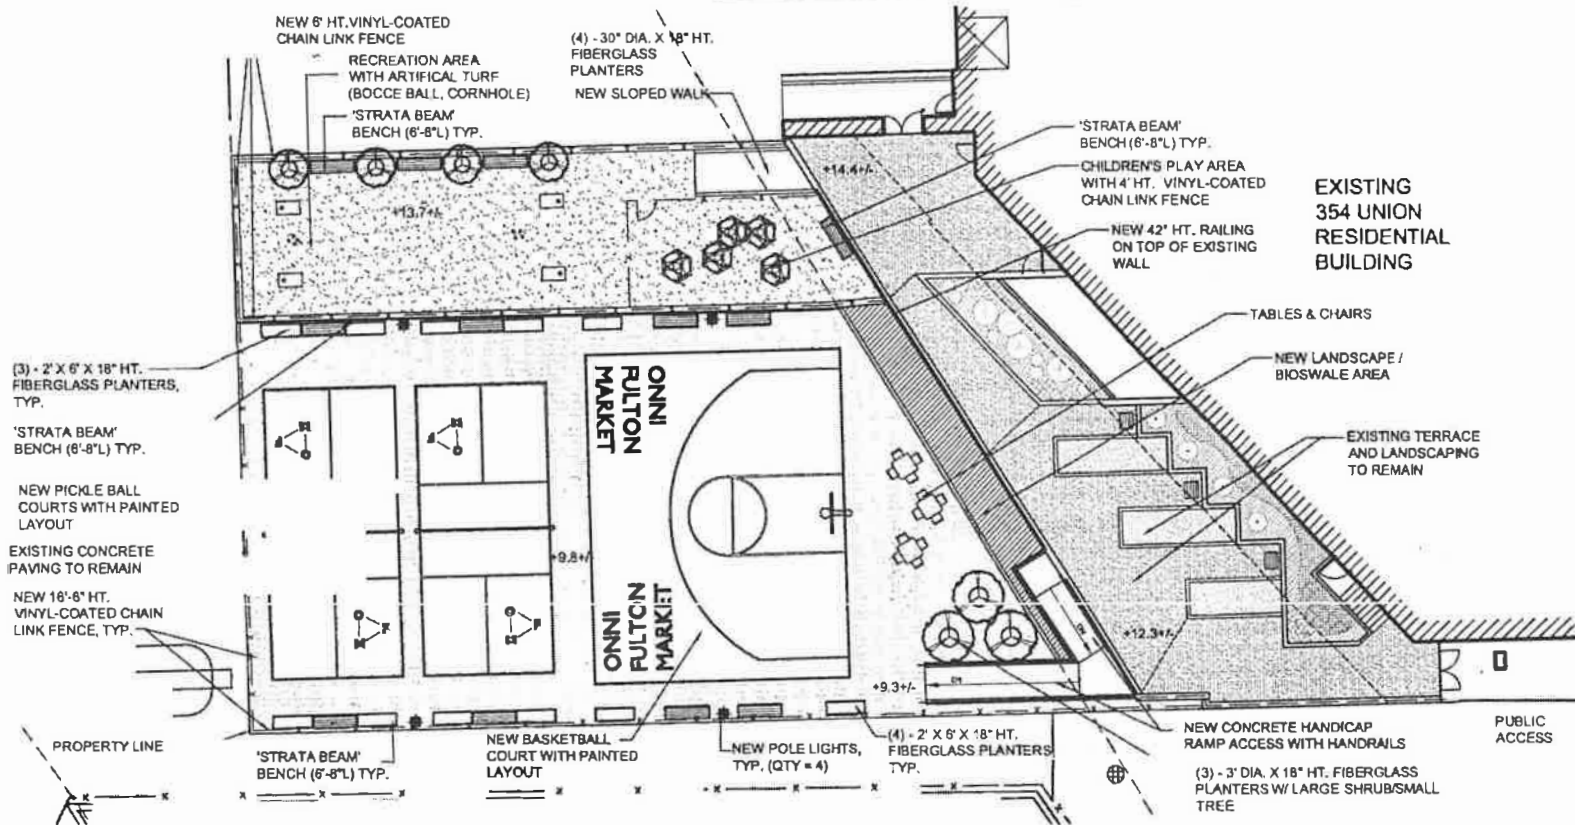 NEW 6' HT.VINYL-COATED
CHAIN LINK FENCE
RECREATION AREA
WITH ARTIFICAL TURF
(BOCCE BALL, CORNHOLE)
'STRATA BEAM'
BENCH (6'-8"L) TYP.
(4) - 30" DIA. X 18" HT.
FIBERGLASS
PLANTERS
NEW SLOPED WALK
'STRATA BEAM'
BENCH (6'-8"L) TYP.
CHILDREN'S PLAY AREA
WITH 4' HT. VINYL-COATED
CHAIN LINK FENCE
NEW 42" HT. RAILING
ON TOP OF EXISTING
WALL
EXISTING
354 UNION
RESIDENTIAL
BUILDING
+14.4+/-
+13.7+/-
TABLES & CHAIRS
NEW LANDSCAPE /
BIOSWALE AREA
EXISTING TERRACE
AND LANDSCAPING
TO REMAIN
(3) - 2' X 6' X 18" HT.
FIBERGLASS PLANTERS,
TYP.
'STRATA BEAM'
BENCH (6'-8"L) TYP.
NEW PICKLE BALL
COURTS WITH PAINTED
LAYOUT
EXISTING CONCRETE
PAVING TO REMAIN
NEW 16'-6" HT.
VINYL-COATED CHAIN
LINK FENCE, TYP.
ONNI
FULTON
MARKET
+9.8+/-
ONNI
FULTON
MARKET
+12.3+/-
+9.3+/-
PROPERTY LINE
'STRATA BEAM'
BENCH (6'-8"L) TYP.
NEW BASKETBALL
COURT WITH PAINTED
LAYOUT
NEW POLE LIGHTS,
TYP. (QTY = 4)
(4) - 2' X 6' X 18" HT.
FIBERGLASS PLANTERS
TYP.
NEW CONCRETE HANDICAP
RAMP ACCESS WITH HANDRAILS
PUBLIC
ACCESS
(3) - 3' DIA. X 18" HT. FIBERGLASS
PLANTERS W/ LARGE SHRUB/SMALL
TREE